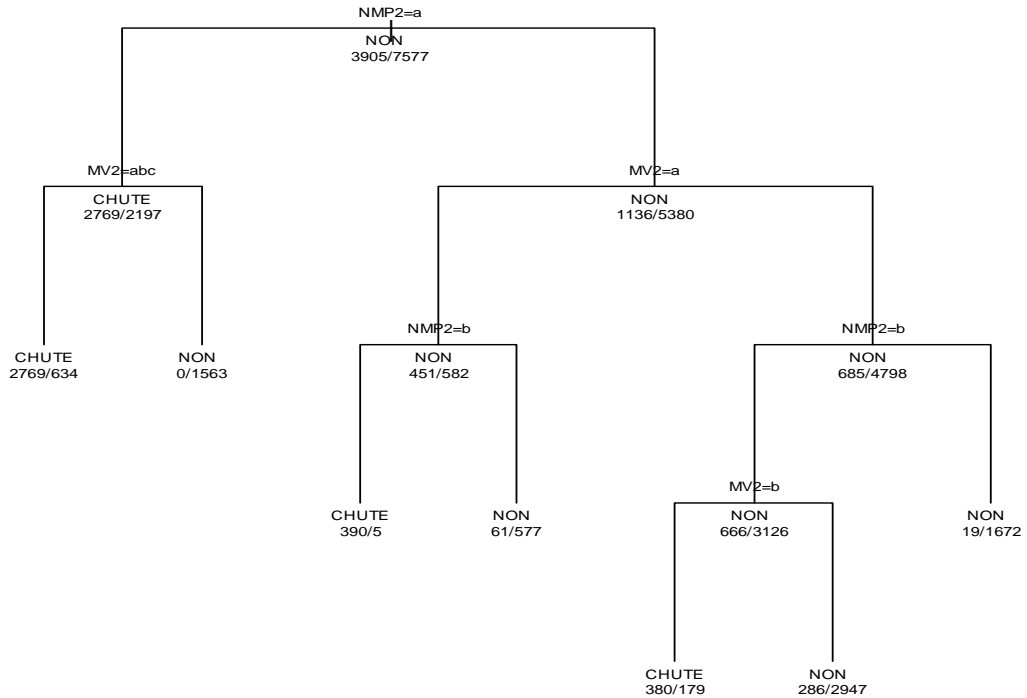 NMP2=a
NON
3905/7577
MV2=abc
CHUTE
2769/2197
MV2=a
NON
1136/5380
CHUTE
2769/634
NON
0/1563
NMP2=b
NON
451/582
NMP2=b
NON
685/4798
CHUTE
390/5
NON
61/577
MV2=b
NON
666/3126
NON
19/1672
CHUTE
380/179
NON
286/2947